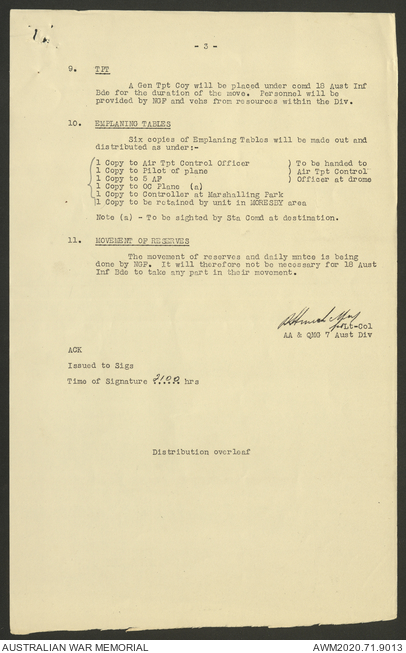 - 3 -
9. TPT
A Gen Tpt Coy will be placed under comd 18 Aust Inf
Bde for the duration of the move. Personnel will be
provided by NGF and vehs from resources within the Div.
10. EMPLANING TABLES
Six copies of Emplaning Tables will be made out and
distributed as under:-
1 Copy to Air Tpt Control Officer ) To be handed to
1 Copy to Pilot of plane ) Air Tpt Control
1 Copy to 5 AF ) Officer at drome
1 Copy to OC Plane (a)
1 Copy to Controller at Marshalling Park
1 Copy to be retained by unit in MORESBY area
Note (a) - To be sighted by Sta Comd at destination.
11. MOVEMENT OF RESERVES
The movement of reserves and daily mntce is being
done by NGF. It will therefore not be necessary for 18 Aust
Inf Bde to take any part in their movement.
for Lt-Col
AA & QMG 7 Aust Div
ACK
Issued to Sigs
Time of Signature 2100 hrs
Distribution overleaf
AUSTRALIAN WAR MEMORIAL
AWM2020.71.9013